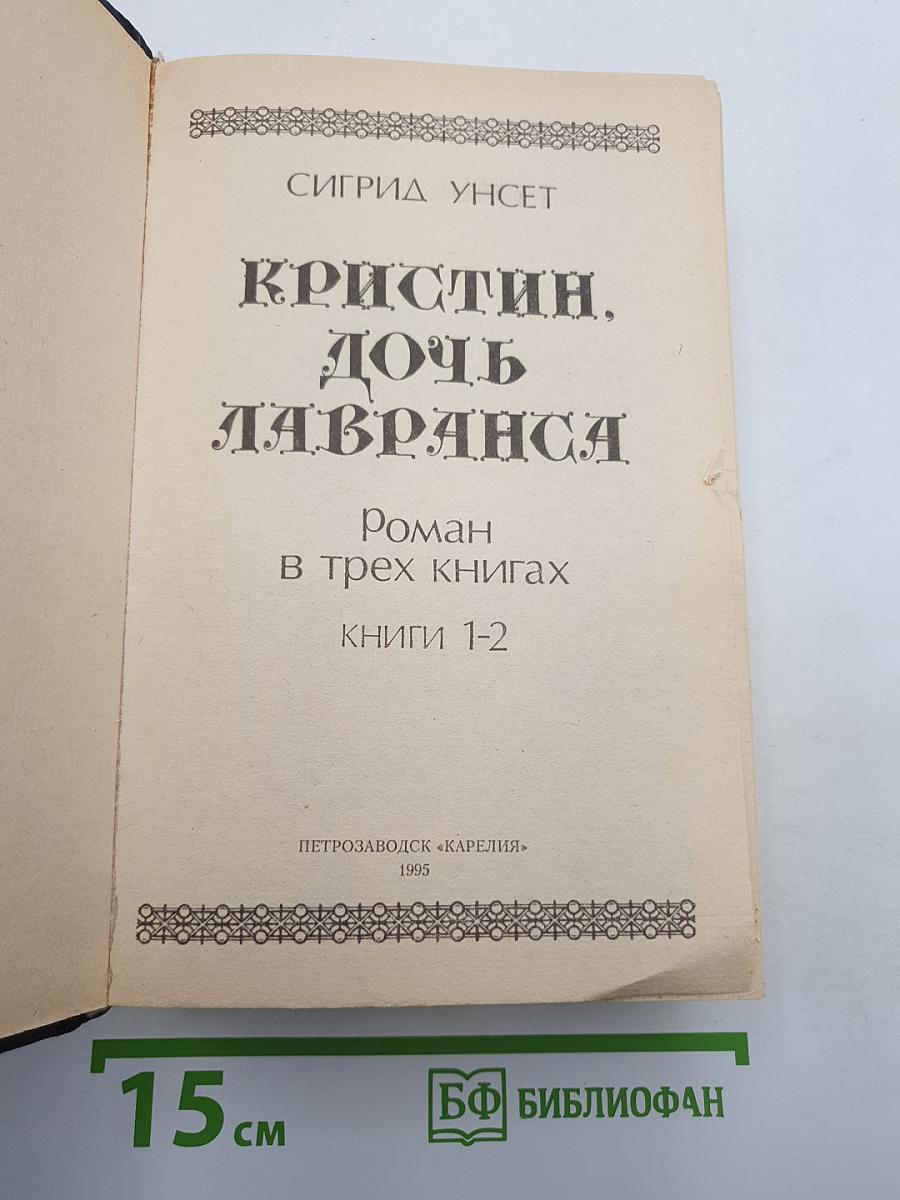 СИГРИД УНСЕТ
КРИСТИН,
ДОЧЬ
ЛАВРАНСА
Роман
в трех книгах
книги 1-2
ПЕТРОЗАВОДСК «КАРЕЛИЯ»
1995
15 см
БФ БИБЛИОФАН